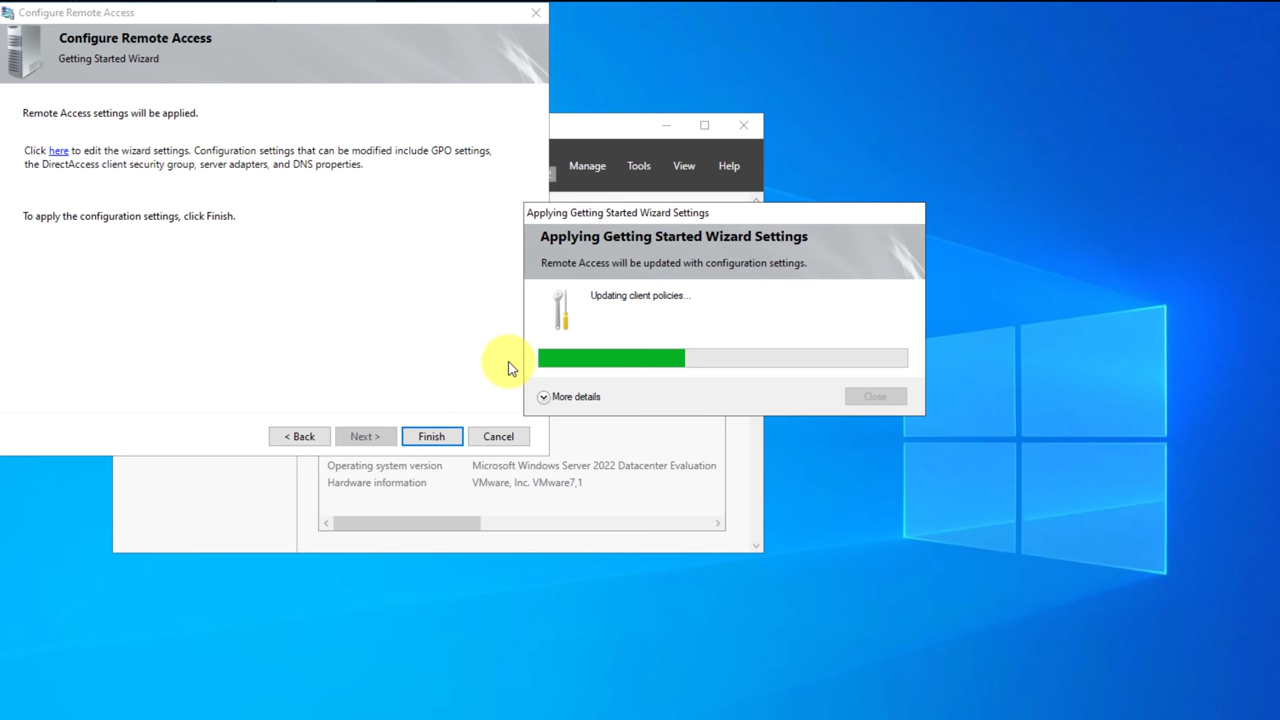 Configure Remote Access
Configure Remote Access
Getting Started Wizard
Remote Access settings will be applied.
Click here to edit the wizard settings. Configuration settings that can be modified include GPO settings,
the DirectAccess client security group, server adapters, and DNS properties.
To apply the configuration settings, click Finish.
< Back
Next >
Finish
Cancel
Manage
Tools
View
Help
Applying Getting Started Wizard Settings
Applying Getting Started Wizard Settings
Remote Access will be updated with configuration settings.
Updating client policies...
More details
Close
Operating system version Microsoft Windows Server 2022 Datacenter Evaluation
Hardware information VMware, Inc. VMware7,1